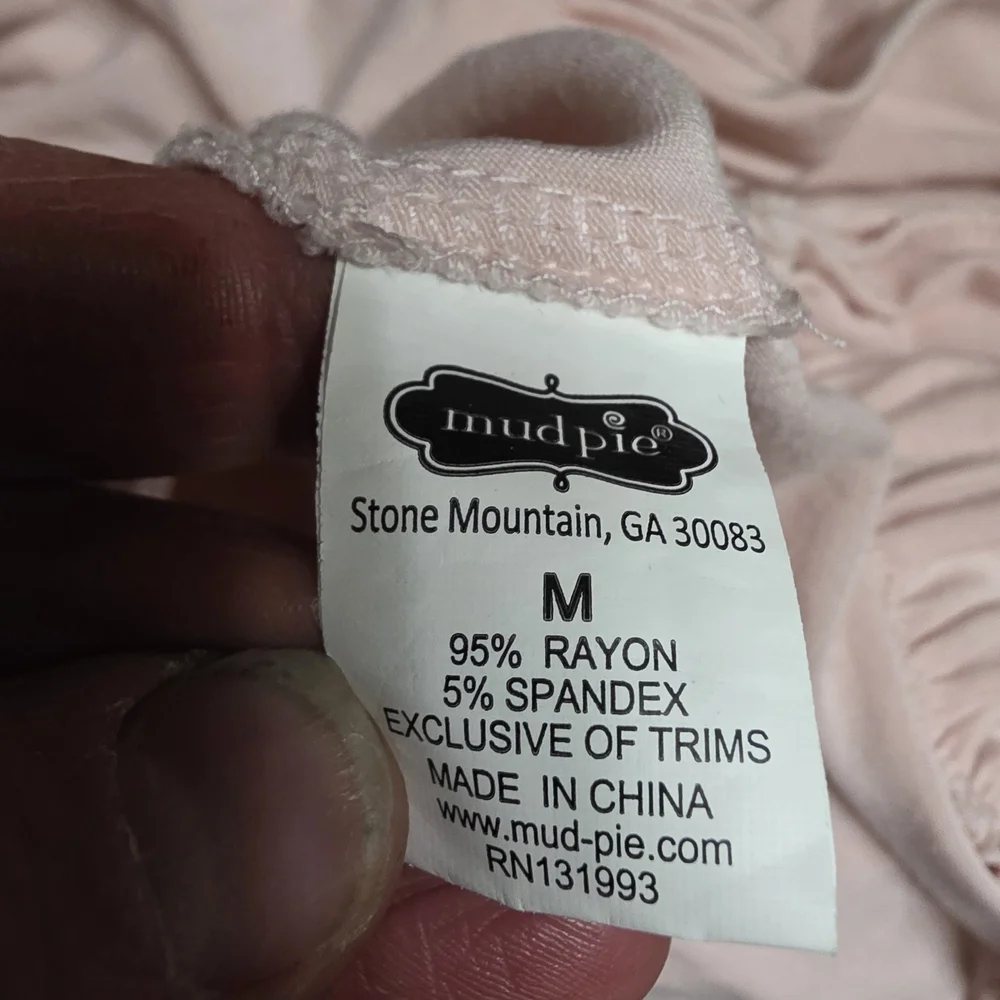 mud pie®
Stone Mountain, GA 30083
M
95% RAYON
5% SPANDEX
EXCLUSIVE OF TRIMS
MADE IN CHINA
www.mud-pie.com
RN131993